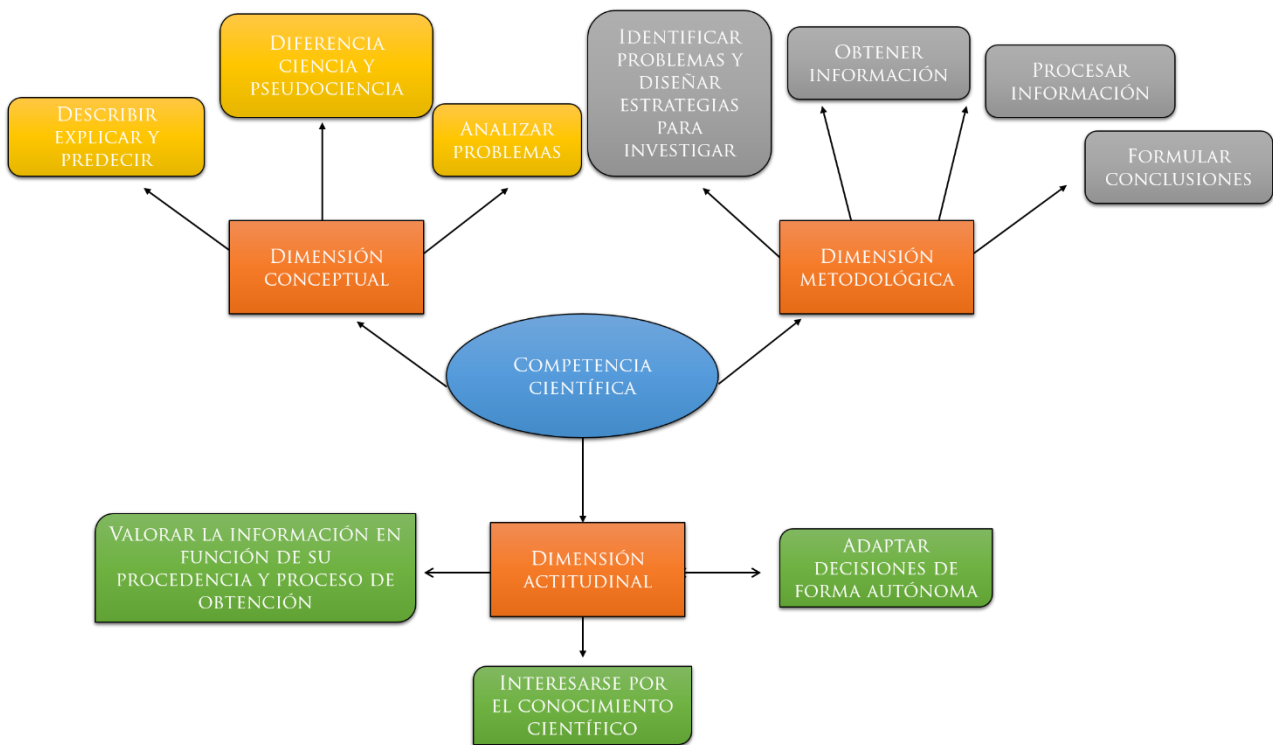 Describir
explicar y
predecir
Diferencia
ciencia y
pseudociencia
Analizar
problemas
Identificar
problemas y
diseñar
estrategias
para
investigar
Obtener
información
Procesar
información
Formular
conclusiones
Dimensión
conceptual
Dimensión
metodológica
Competencia
científica
Valorar la información en
función de su
procedencia y proceso de
obtención
Dimensión
actitudinal
Adaptar
decisiones de
forma autónoma
Interesarse por
el conocimiento
científico